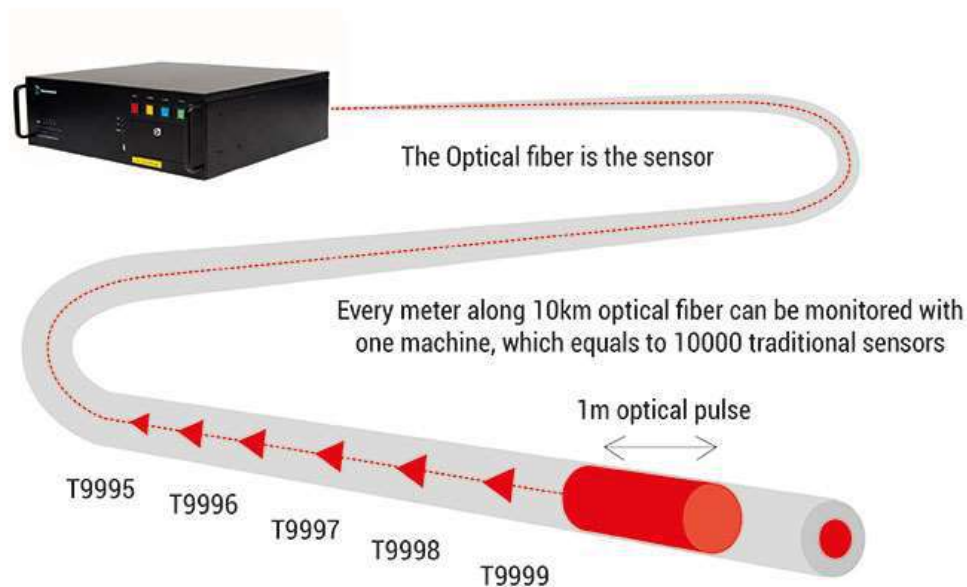 The Optical fiber is the sensor
Every meter along 10km optical fiber can be monitored with
one machine, which equals to 10000 traditional sensors
1m optical pulse
T9995
T9996
T9997
T9998
T9999